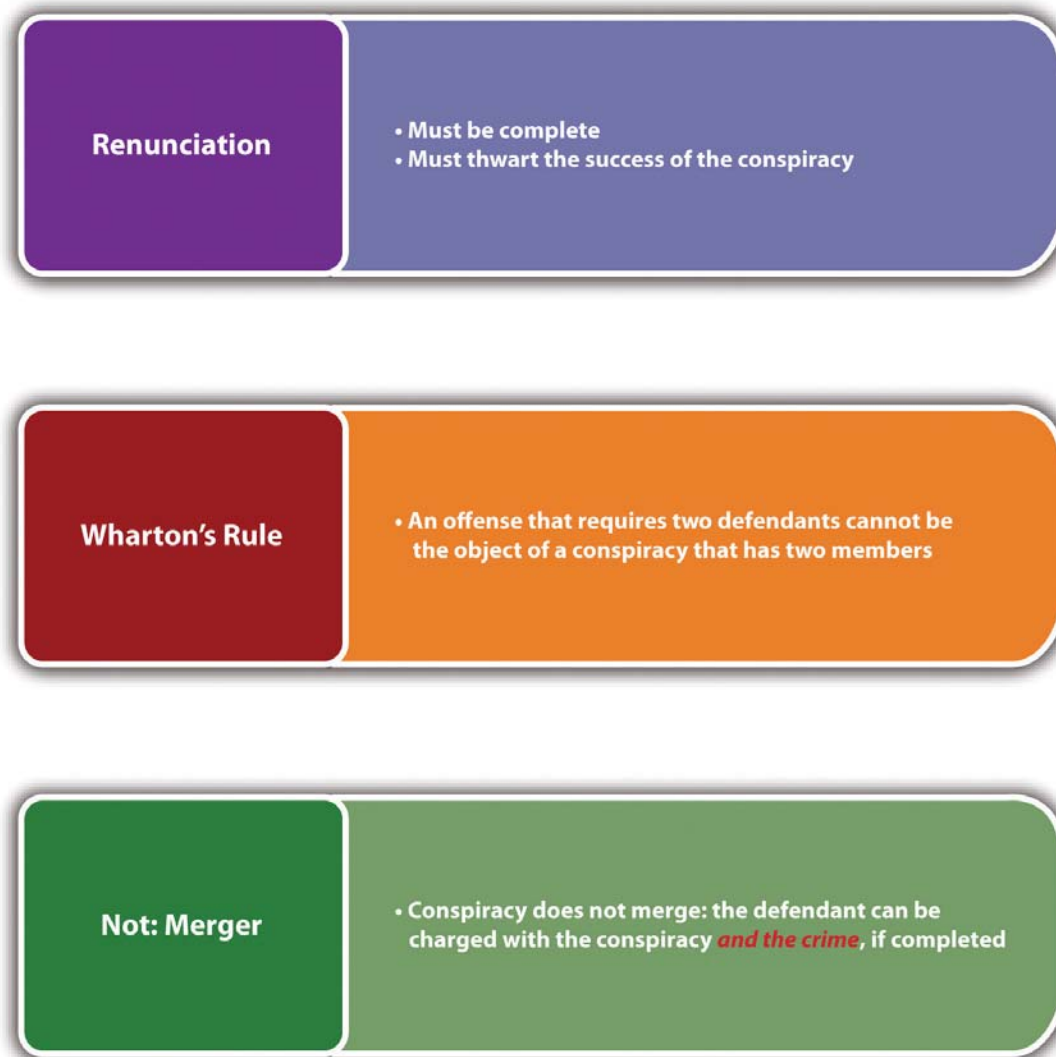 Renunciation
• Must be complete
• Must thwart the success of the conspiracy
Wharton’s Rule
• An offense that requires two defendants cannot be
the object of a conspiracy that has two members
Not: Merger
• Conspiracy does not merge: the defendant can be
charged with the conspiracy and the crime, if completed